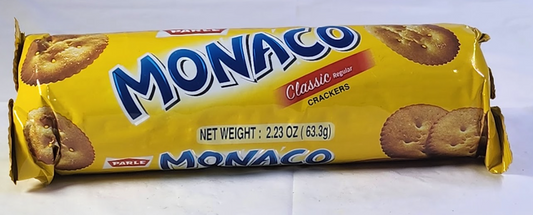 PARLE
MONACO
Classic Regular
CRACKERS
NET WEIGHT : 2.23 OZ ( 63.3g)
PARLE
MONACO